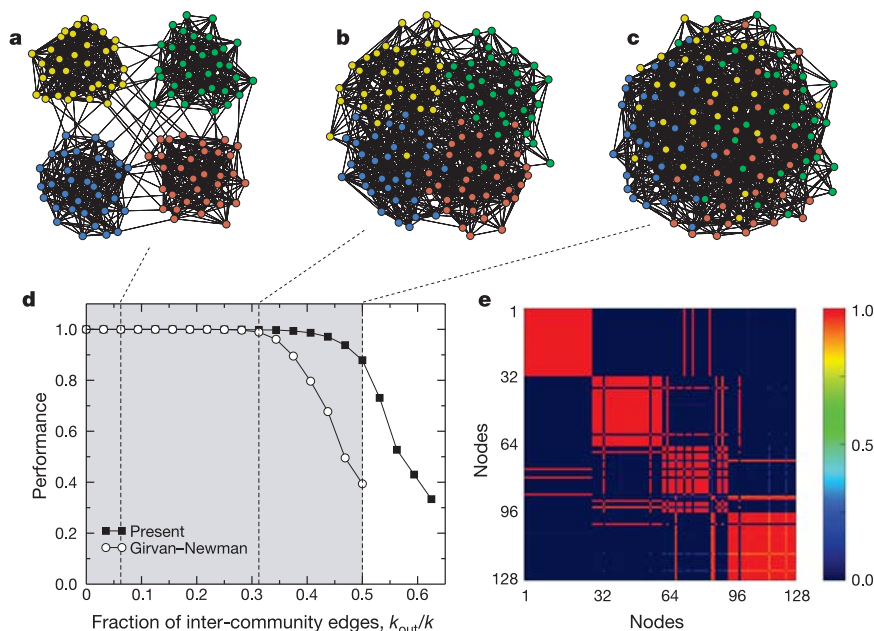 a
b
c
d
e
1.0
0.8
0.6
0.4
0.2
0.0
Performance
Present
Girvan–Newman
0 0.1 0.2 0.3 0.4 0.5 0.6
Fraction of inter-community edges, k_out/k
1
32
64
96
128
Nodes
1 32 64 96 128
Nodes
1.0
0.5
0.0